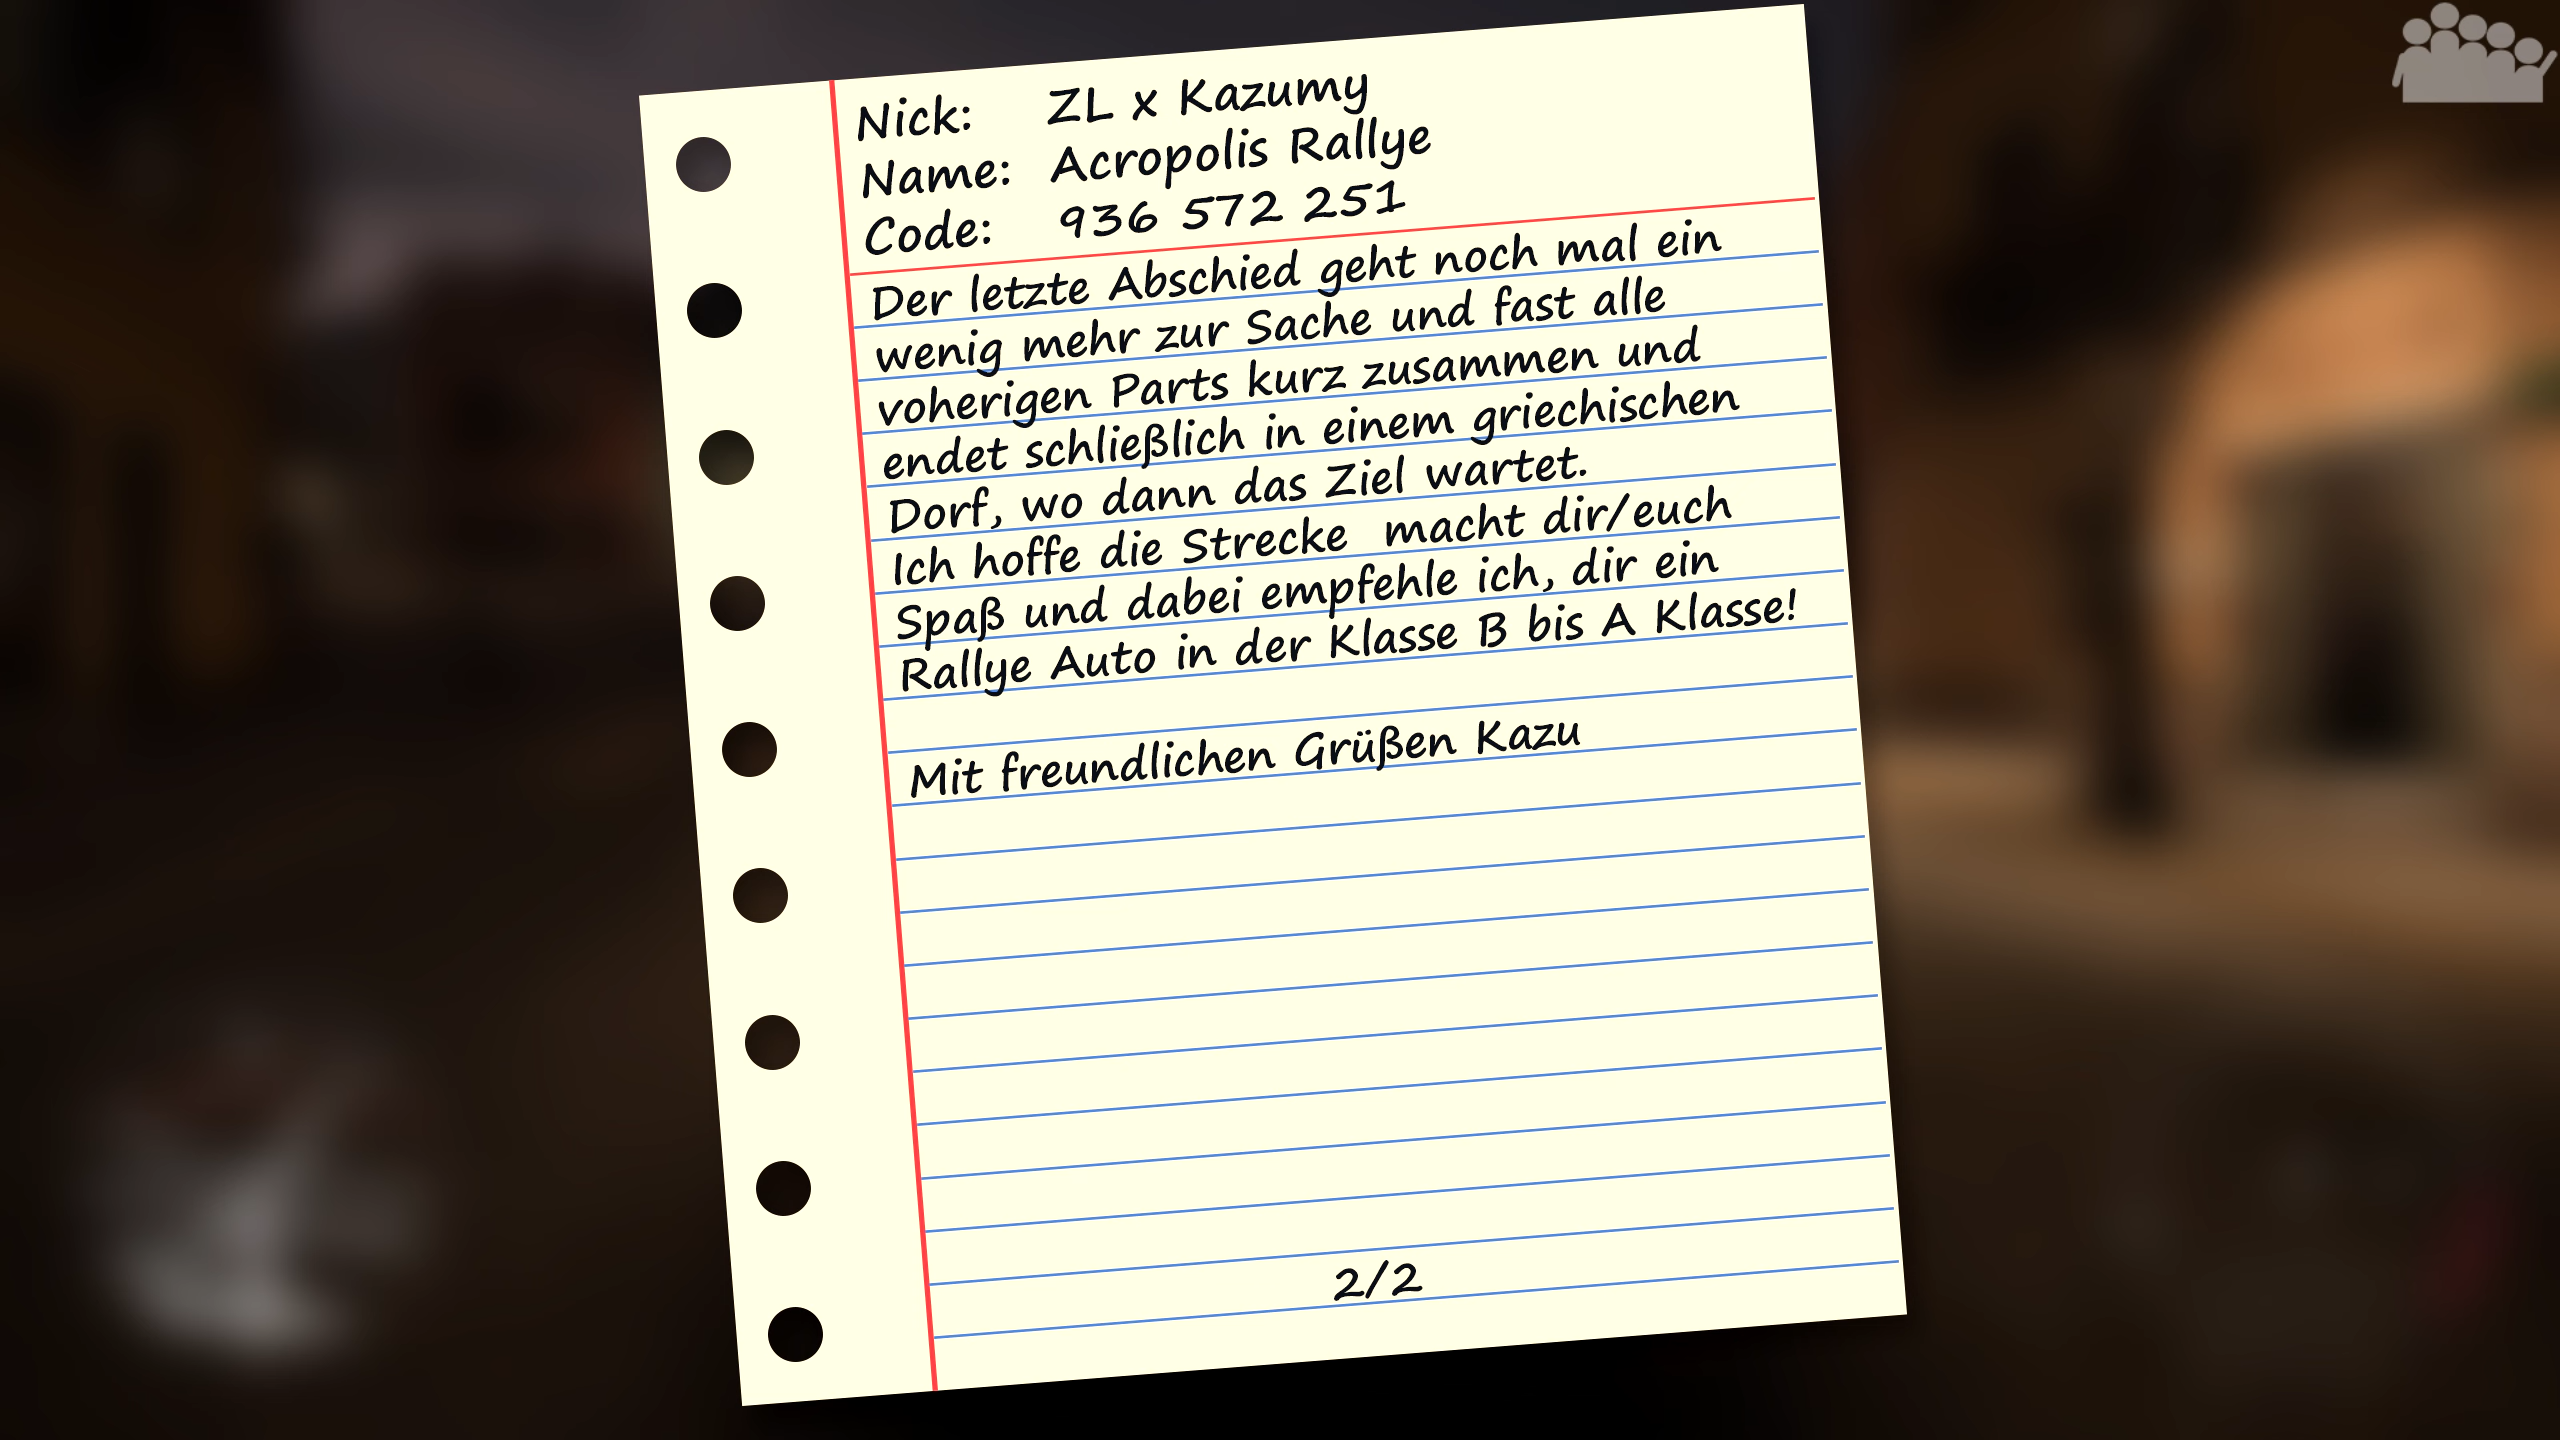 Nick: ZL x Kazumy
Name: Acropolis Rallye
Code: 936 572 251
Der letzte Abschied geht noch mal ein
wenig mehr zur Sache und fast alle
voherigen Parts kurz zusammen und
endet schließlich in einem griechischen
Dorf, wo dann das Ziel wartet.
Ich hoffe die Strecke macht dir/euch
Spaß und dabei empfehle ich, dir ein
Rallye Auto in der Klasse B bis A Klasse!
Mit freundlichen Grüßen Kazu
2/2